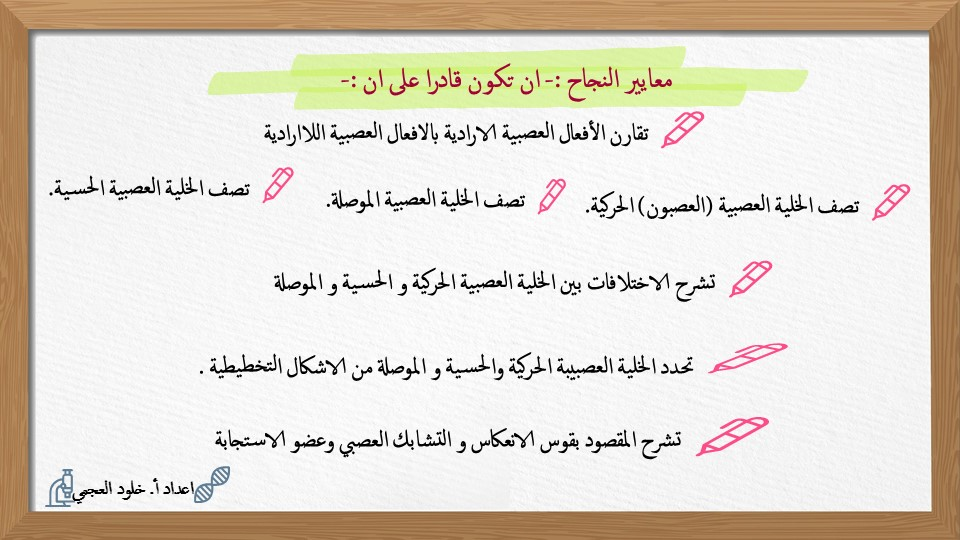 معايير النجاح :- ان تكون قادرا على ان :-
تقارن الأفعال العصبية الارادية بالافعال العصبية اللاارادية
تصف الخلية العصبية (العصبون) الحركية.
تصف الخلية العصبية الموصلة.
تصف الخلية العصبية الحسية.
تشرح الاختلافات بين الخلية العصبية الحركية و الحسية و الموصلة
تحدد الخلية العصبيبة الحركية والحسية و الموصلة من الاشكال التخطيطية .
تشرح المقصود بقوس الانعكاس و التشابك العصبي وعضو الاستجابة
اعداد أ. خلود العجمي